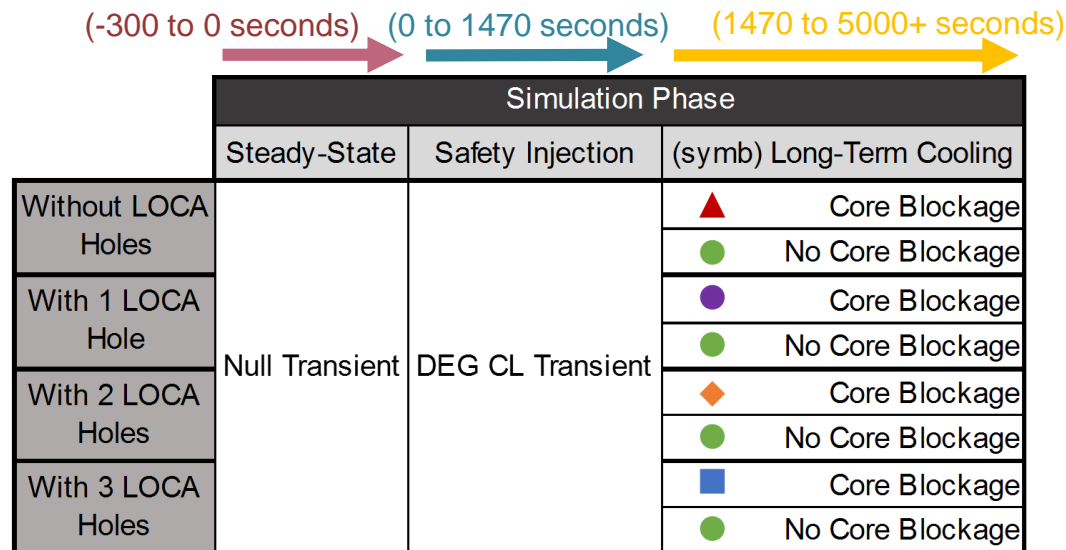 (-300 to 0 seconds) (0 to 1470 seconds) (1470 to 5000+ seconds)
Simulation Phase
Steady-State Safety Injection (symb) Long-Term Cooling
Without LOCA
Holes
Core Blockage
No Core Blockage
With 1 LOCA
Hole
Core Blockage
No Core Blockage
Null Transient DEG CL Transient
With 2 LOCA
Holes
Core Blockage
No Core Blockage
With 3 LOCA
Holes
Core Blockage
No Core Blockage